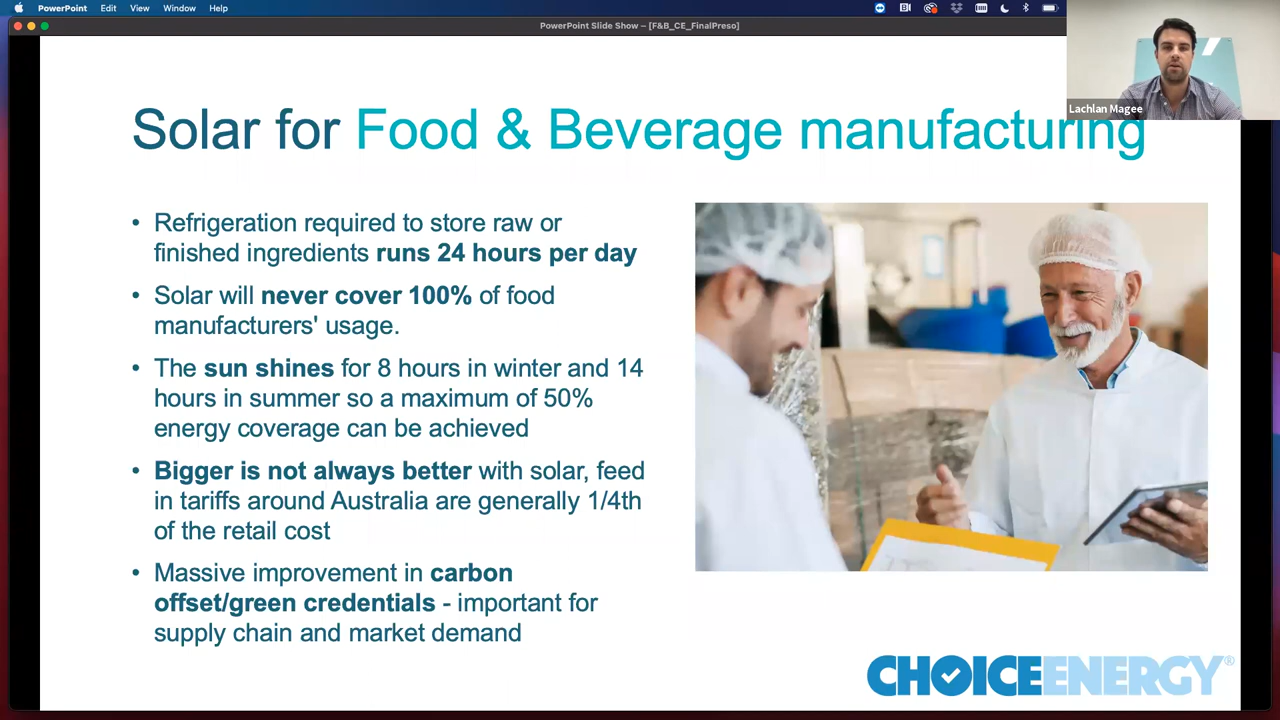 PowerPoint Edit View Window Help
PowerPoint Slide Show – [F&B_CE_FinalPreso]
Lachlan Magee
Solar for Food & Beverage manufacturing
• Refrigeration required to store raw or
finished ingredients runs 24 hours per day
• Solar will never cover 100% of food
manufacturers' usage.
• The sun shines for 8 hours in winter and 14
hours in summer so a maximum of 50%
energy coverage can be achieved
• Bigger is not always better with solar, feed
in tariffs around Australia are generally 1/4th
of the retail cost
• Massive improvement in carbon
offset/green credentials - important for
supply chain and market demand
CHOICEENERGY®